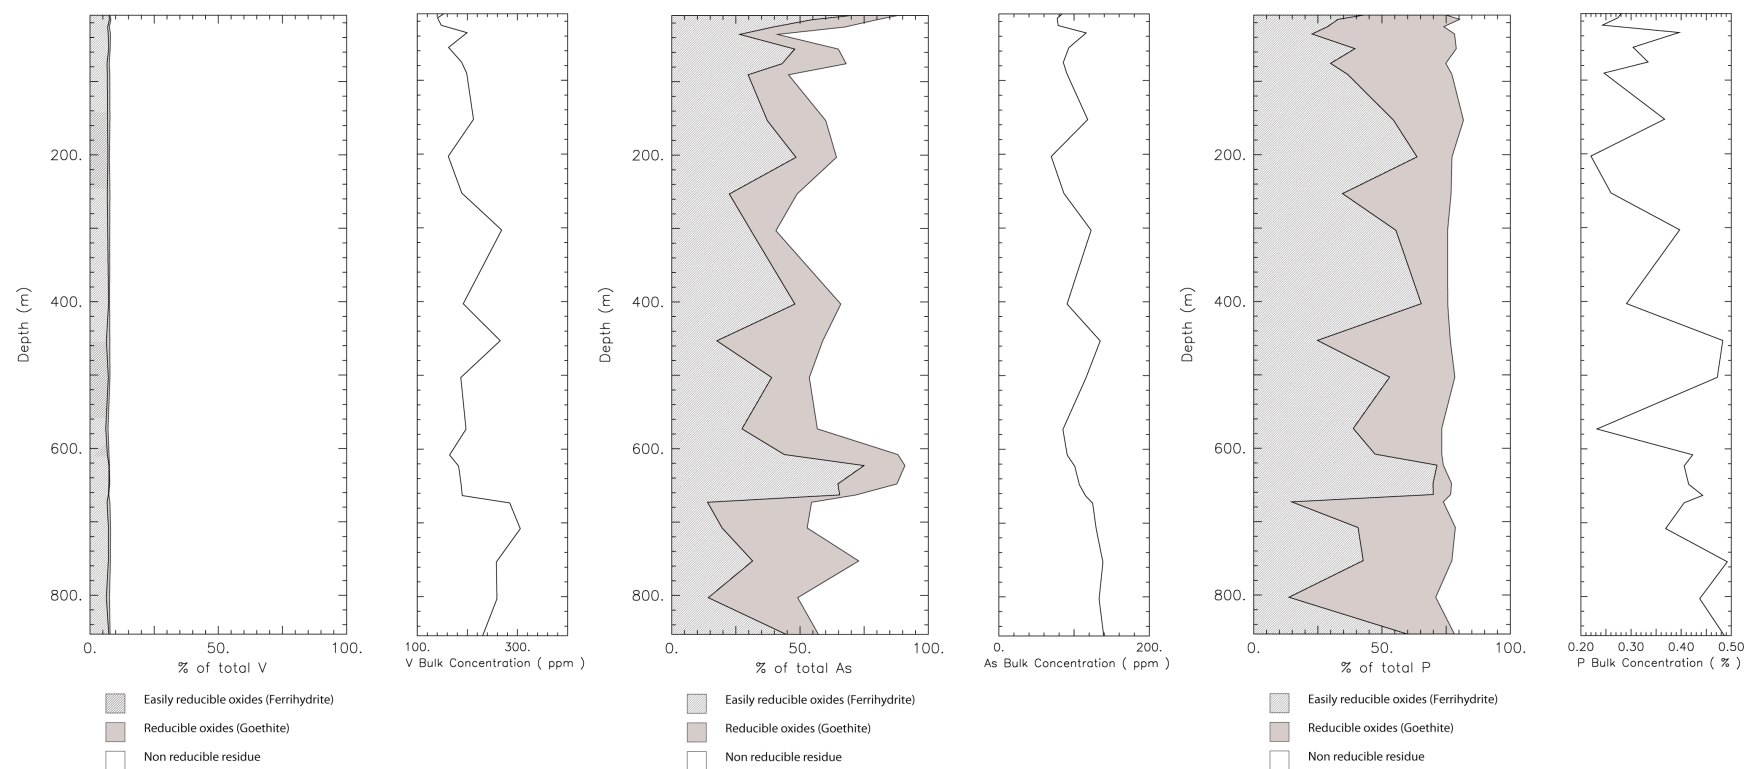 200.
400.
600.
800.
Depth (m)
0. 50. 100.
% of total V
100. 300.
V Bulk Concentration ( ppm )
Easily reducible oxides (Ferrihydrite)
Reducible oxides (Goethite)
Non reducible residue
200.
400.
600.
800.
Depth (m)
0. 50. 100.
% of total As
0. 200.
As Bulk Concentration ( ppm )
Easily reducible oxides (Ferrihydrite)
Reducible oxides (Goethite)
Non reducible residue
200.
400.
600.
800.
Depth (m)
0. 50. 100.
% of total P
0.20 0.30 0.40 0.50
P Bulk Concentration ( % )
Easily reducible oxides (Ferrihydrite)
Reducible oxides (Goethite)
Non reducible residue